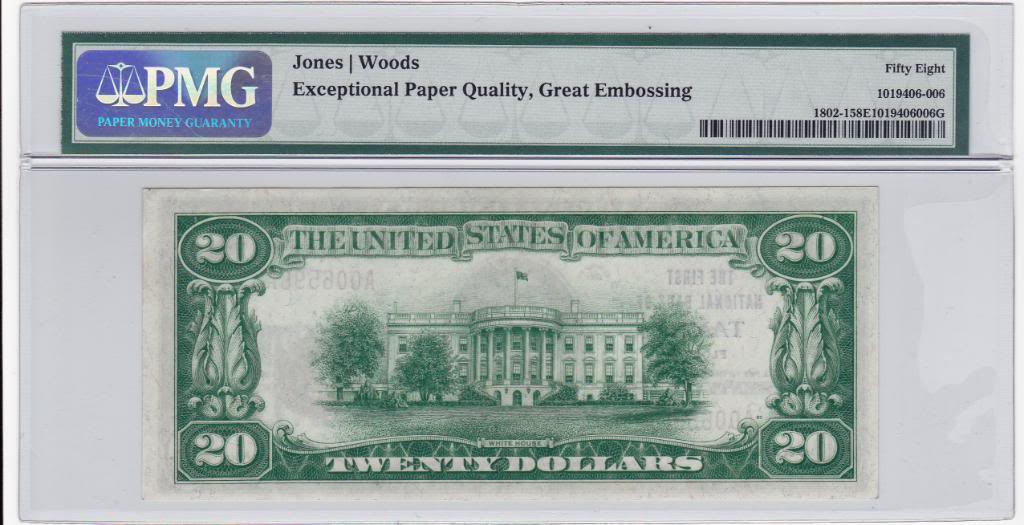 PMG
PAPER MONEY GUARANTY
Jones | Woods
Exceptional Paper Quality, Great Embossing
Fifty Eight
1019406-006
1802-158E1019406006G
20 THE UNITED STATES OF AMERICA 20
THE FIRST
NATIONAL BANK OF
WHITE HOUSE
20 TWENTY DOLLARS 20